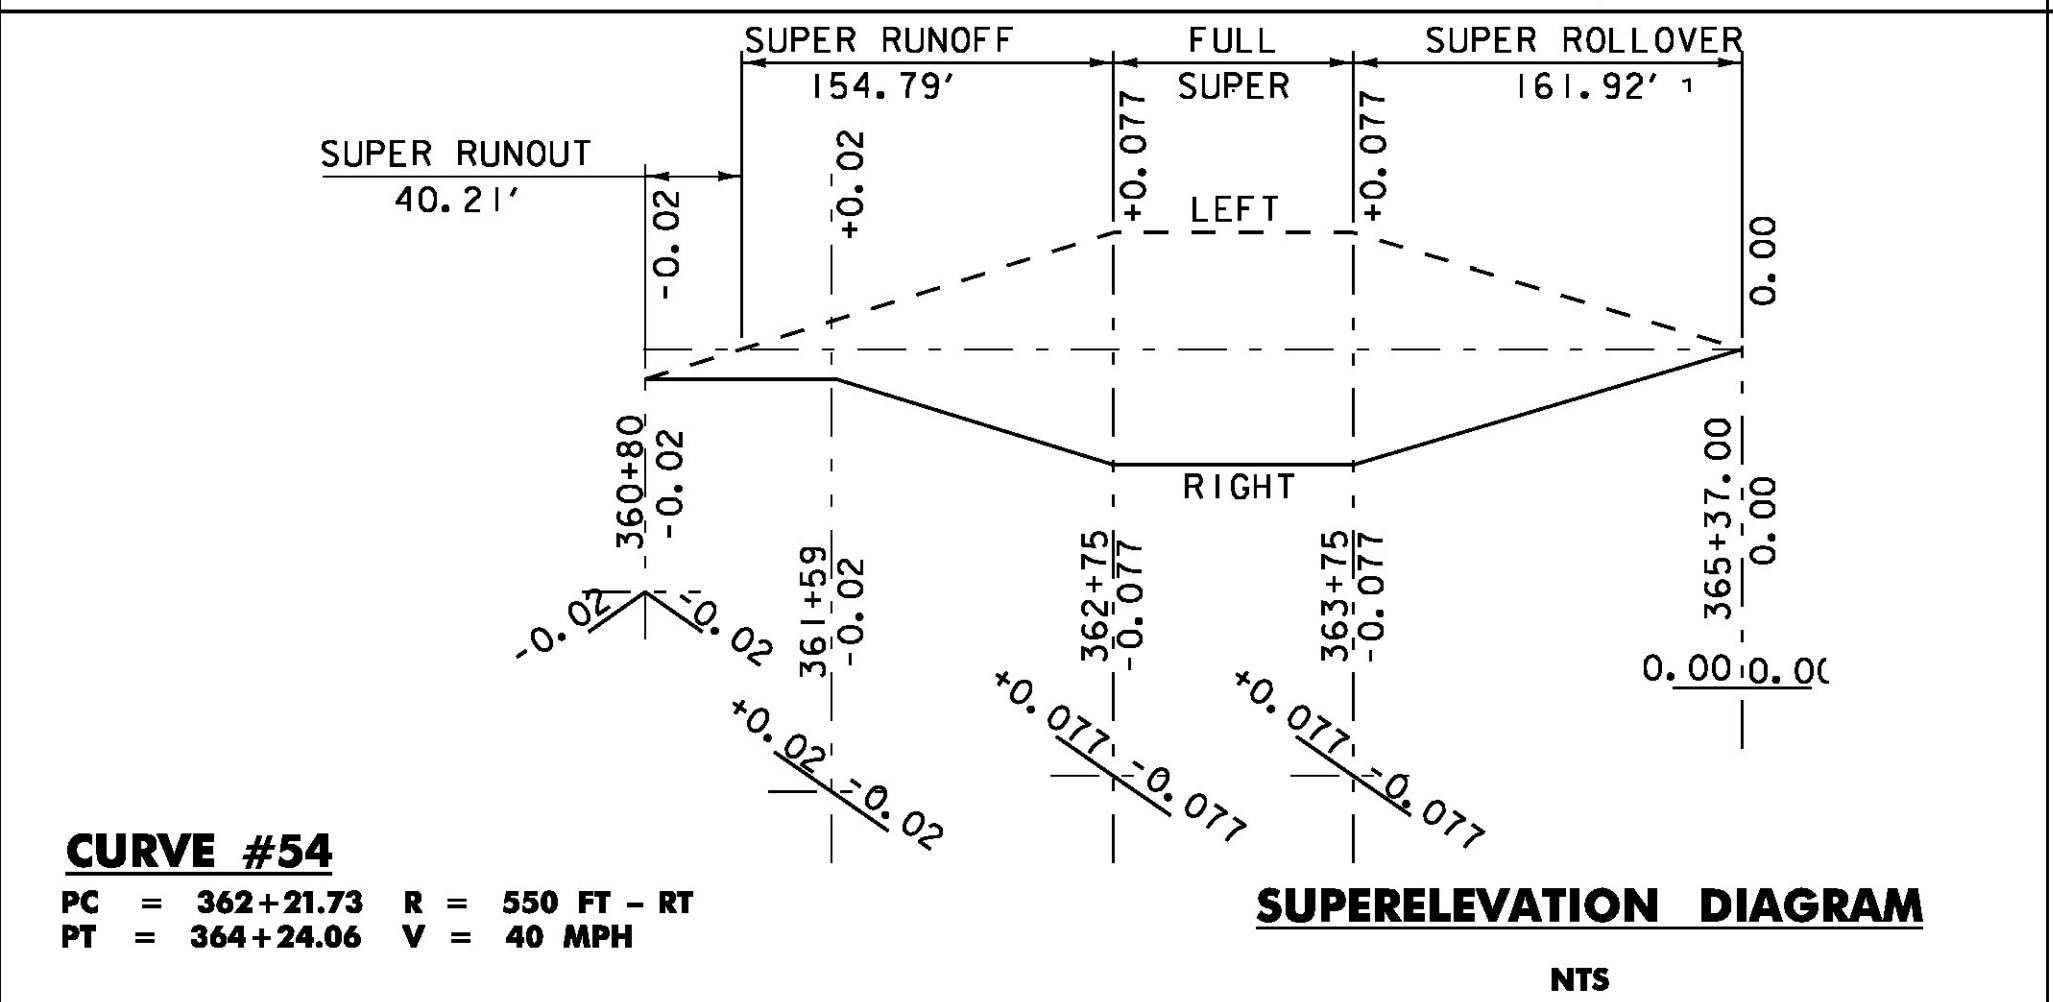 SUPER RUNOFF
154.79'
FULL
SUPER
SUPER ROLLOVER
161.92'
SUPER RUNOUT
40.21'
-0.02
+0.02
+0.077
+0.077
0.00
LEFT
RIGHT
360+80
-0.02
361+59
-0.02
362+75
-0.077
363+75
-0.077
365+37.00
0.00
-0.02
-0.02
+0.02
-0.02
+0.077
-0.077
+0.077
-0.077
0.00
CURVE #54
PC = 362+21.73 R = 550 FT – RT
PT = 364+24.06 V = 40 MPH
SUPERELEVATION DIAGRAM
NTS